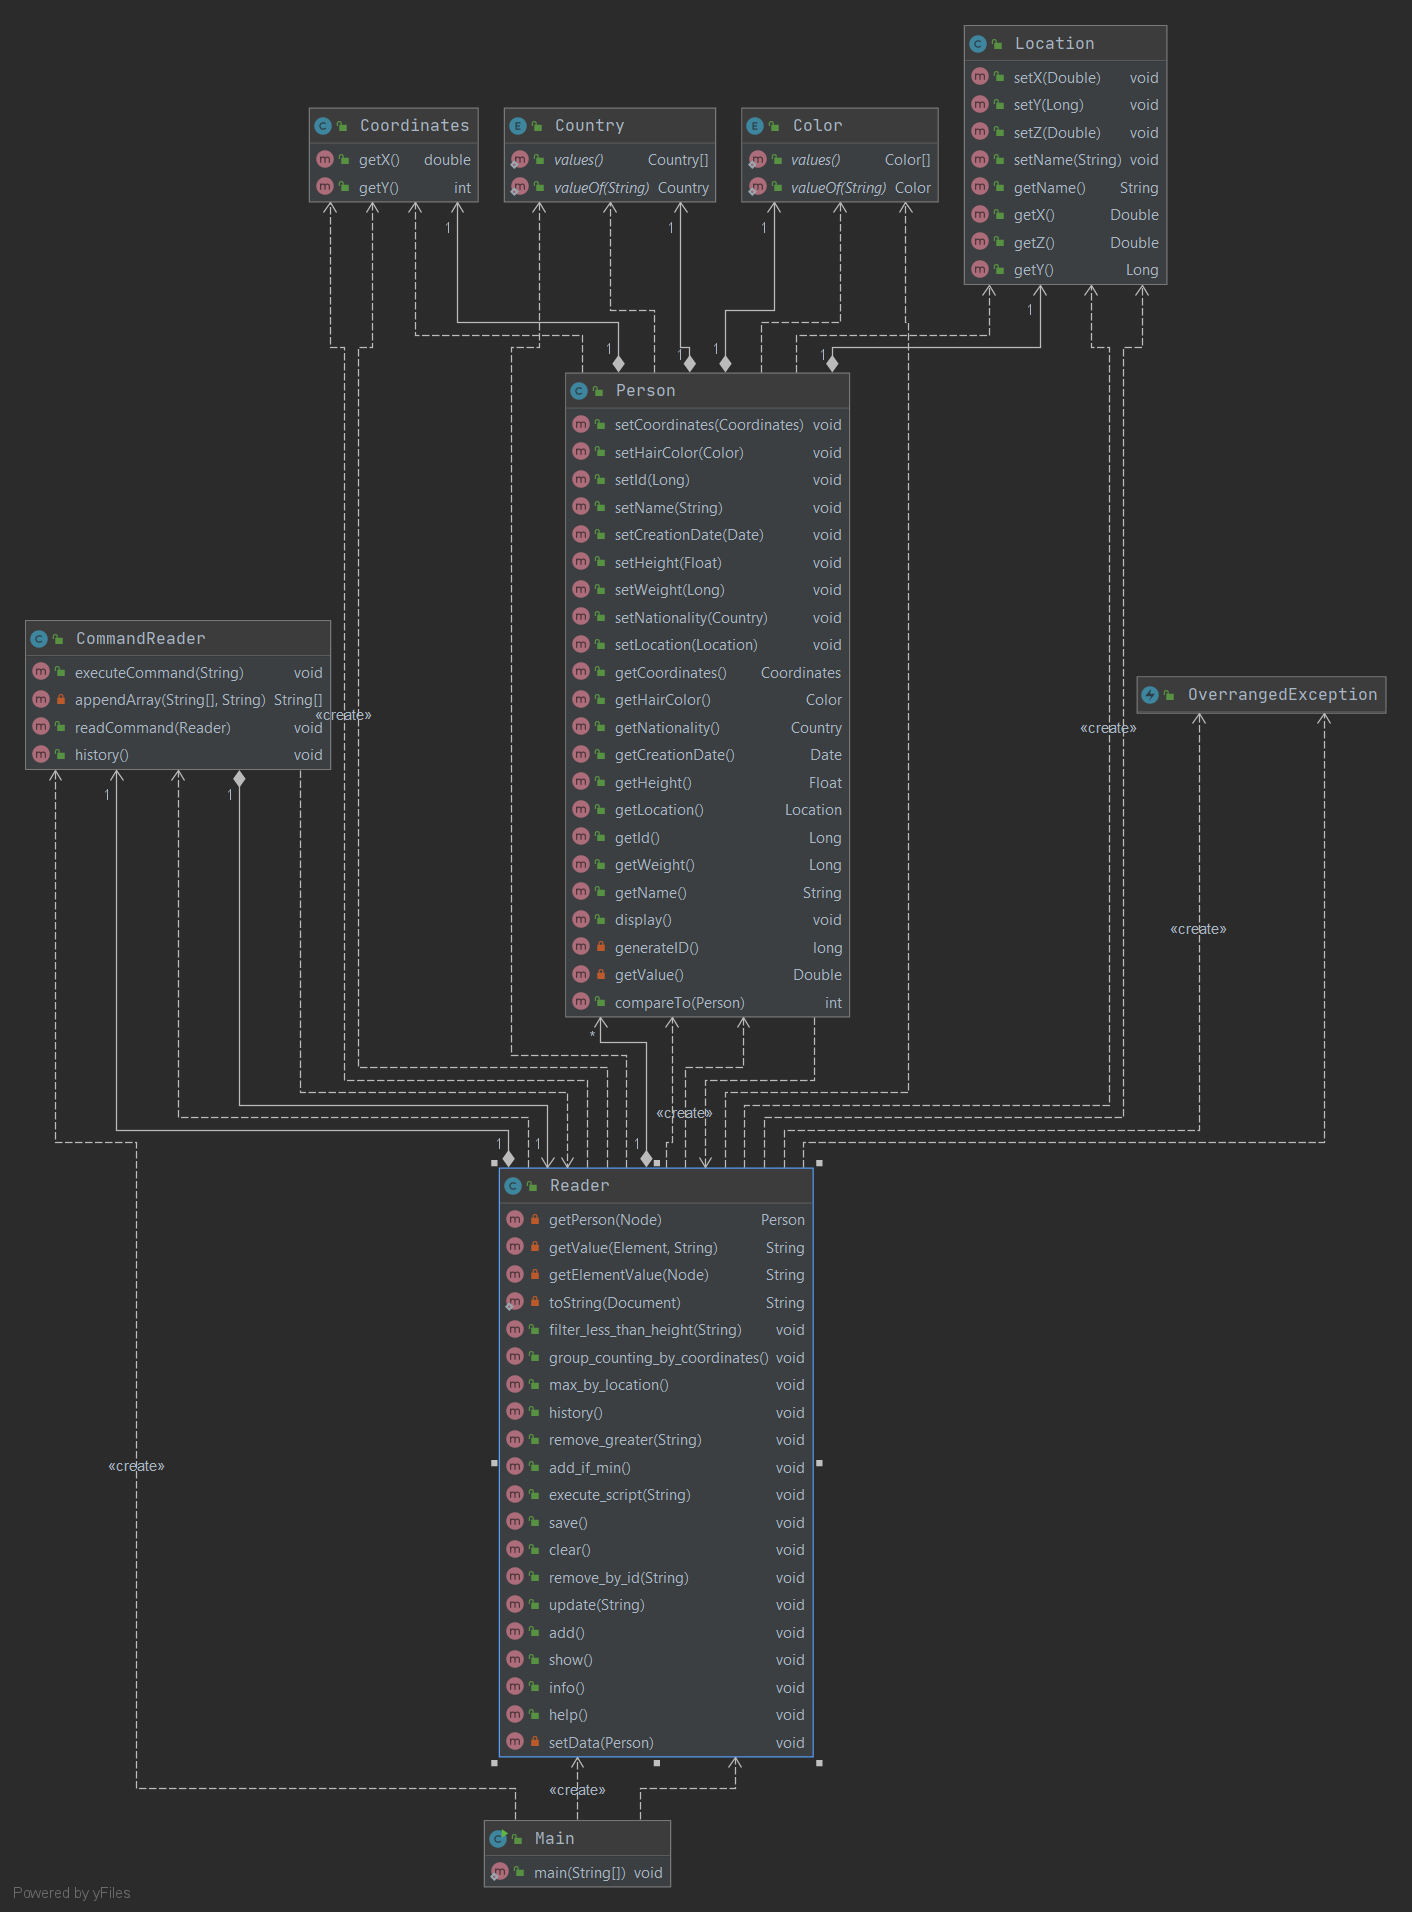 Location
setX(Double) void
setY(Long) void
setZ(Double) void
setName(String) void
getName() String
getX() Double
getZ() Double
getY() Long
Coordinates
getX() double
getY() int
Country
values() Country[]
valueOf(String) Country
Color
values() Color[]
valueOf(String) Color
1
1
1
1
1
1
1
1
Person
setCoordinates(Coordinates) void
setHairColor(Color) void
setId(Long) void
setName(String) void
setCreationDate(Date) void
setHeight(Float) void
setWeight(Long) void
setNationality(Country) void
setLocation(Location) void
getCoordinates() Coordinates
getHairColor() Color
getNationality() Country
getCreationDate() Date
getHeight() Float
getLocation() Location
getId() Long
getWeight() Long
getName() String
display() void
generateID() long
getValue() Double
compareTo(Person) int
CommandReader
executeCommand(String) void
appendArray(String[], String) String[]
readCommand(Reader) void
history() void
«create»
«create»
OverrangedException
«create»
1
1
*
«create»
1
1
1
Reader
getPerson(Node) Person
getValue(Element, String) String
getElementValue(Node) String
toString(Document) String
filter_less_than_height(String) void
group_counting_by_coordinates() void
max_by_location() void
history() void
remove_greater(String) void
add_if_min() void
execute_script(String) void
save() void
clear() void
remove_by_id(String) void
update(String) void
add() void
show() void
info() void
help() void
setData(Person) void
«create»
«create»
Main
main(String[]) void
Powered by yFiles